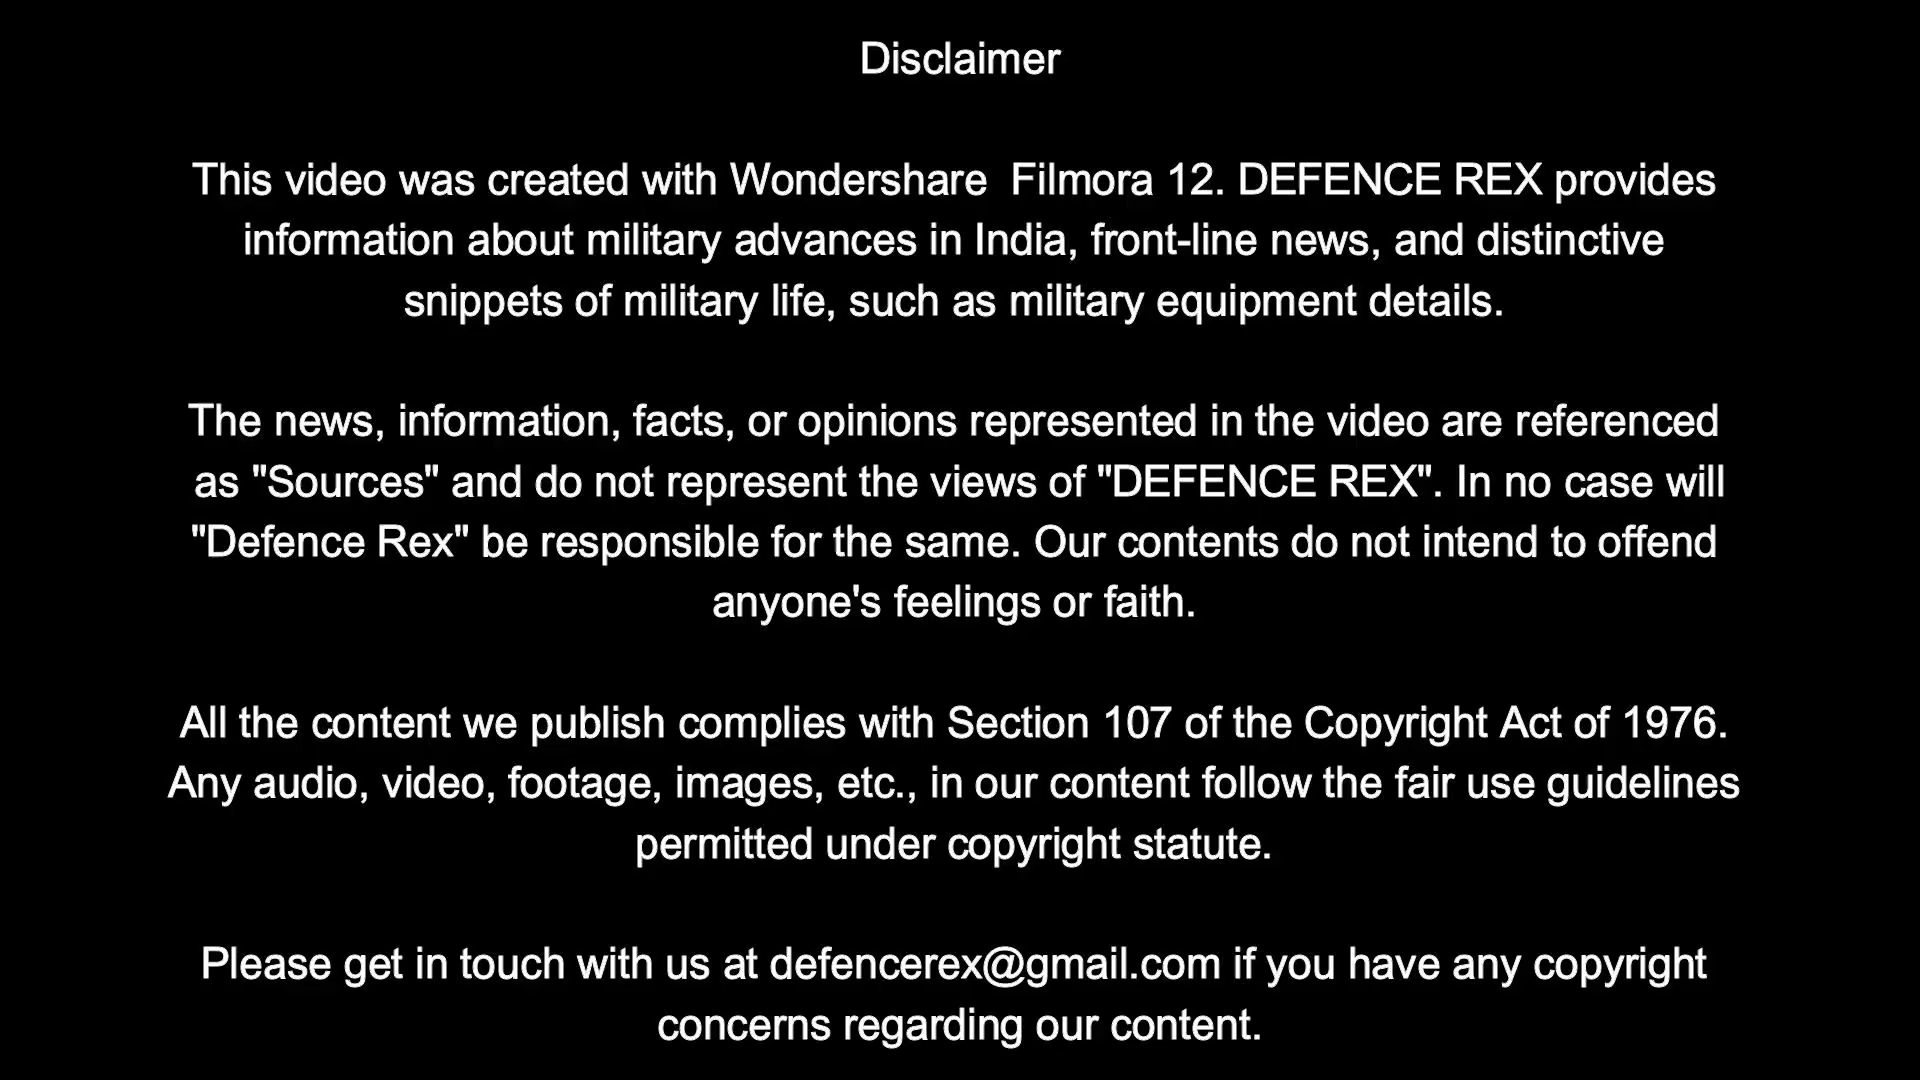 Disclaimer
This video was created with Wondershare  Filmora 12. DEFENCE REX provides
information about military advances in India, front-line news, and distinctive
snippets of military life, such as military equipment details.
The news, information, facts, or opinions represented in the video are referenced
as "Sources" and do not represent the views of "DEFENCE REX". In no case will
"Defence Rex" be responsible for the same. Our contents do not intend to offend
anyone's feelings or faith.
All the content we publish complies with Section 107 of the Copyright Act of 1976.
Any audio, video, footage, images, etc., in our content follow the fair use guidelines
permitted under copyright statute.
Please get in touch with us at defencerex@gmail.com if you have any copyright
concerns regarding our content.